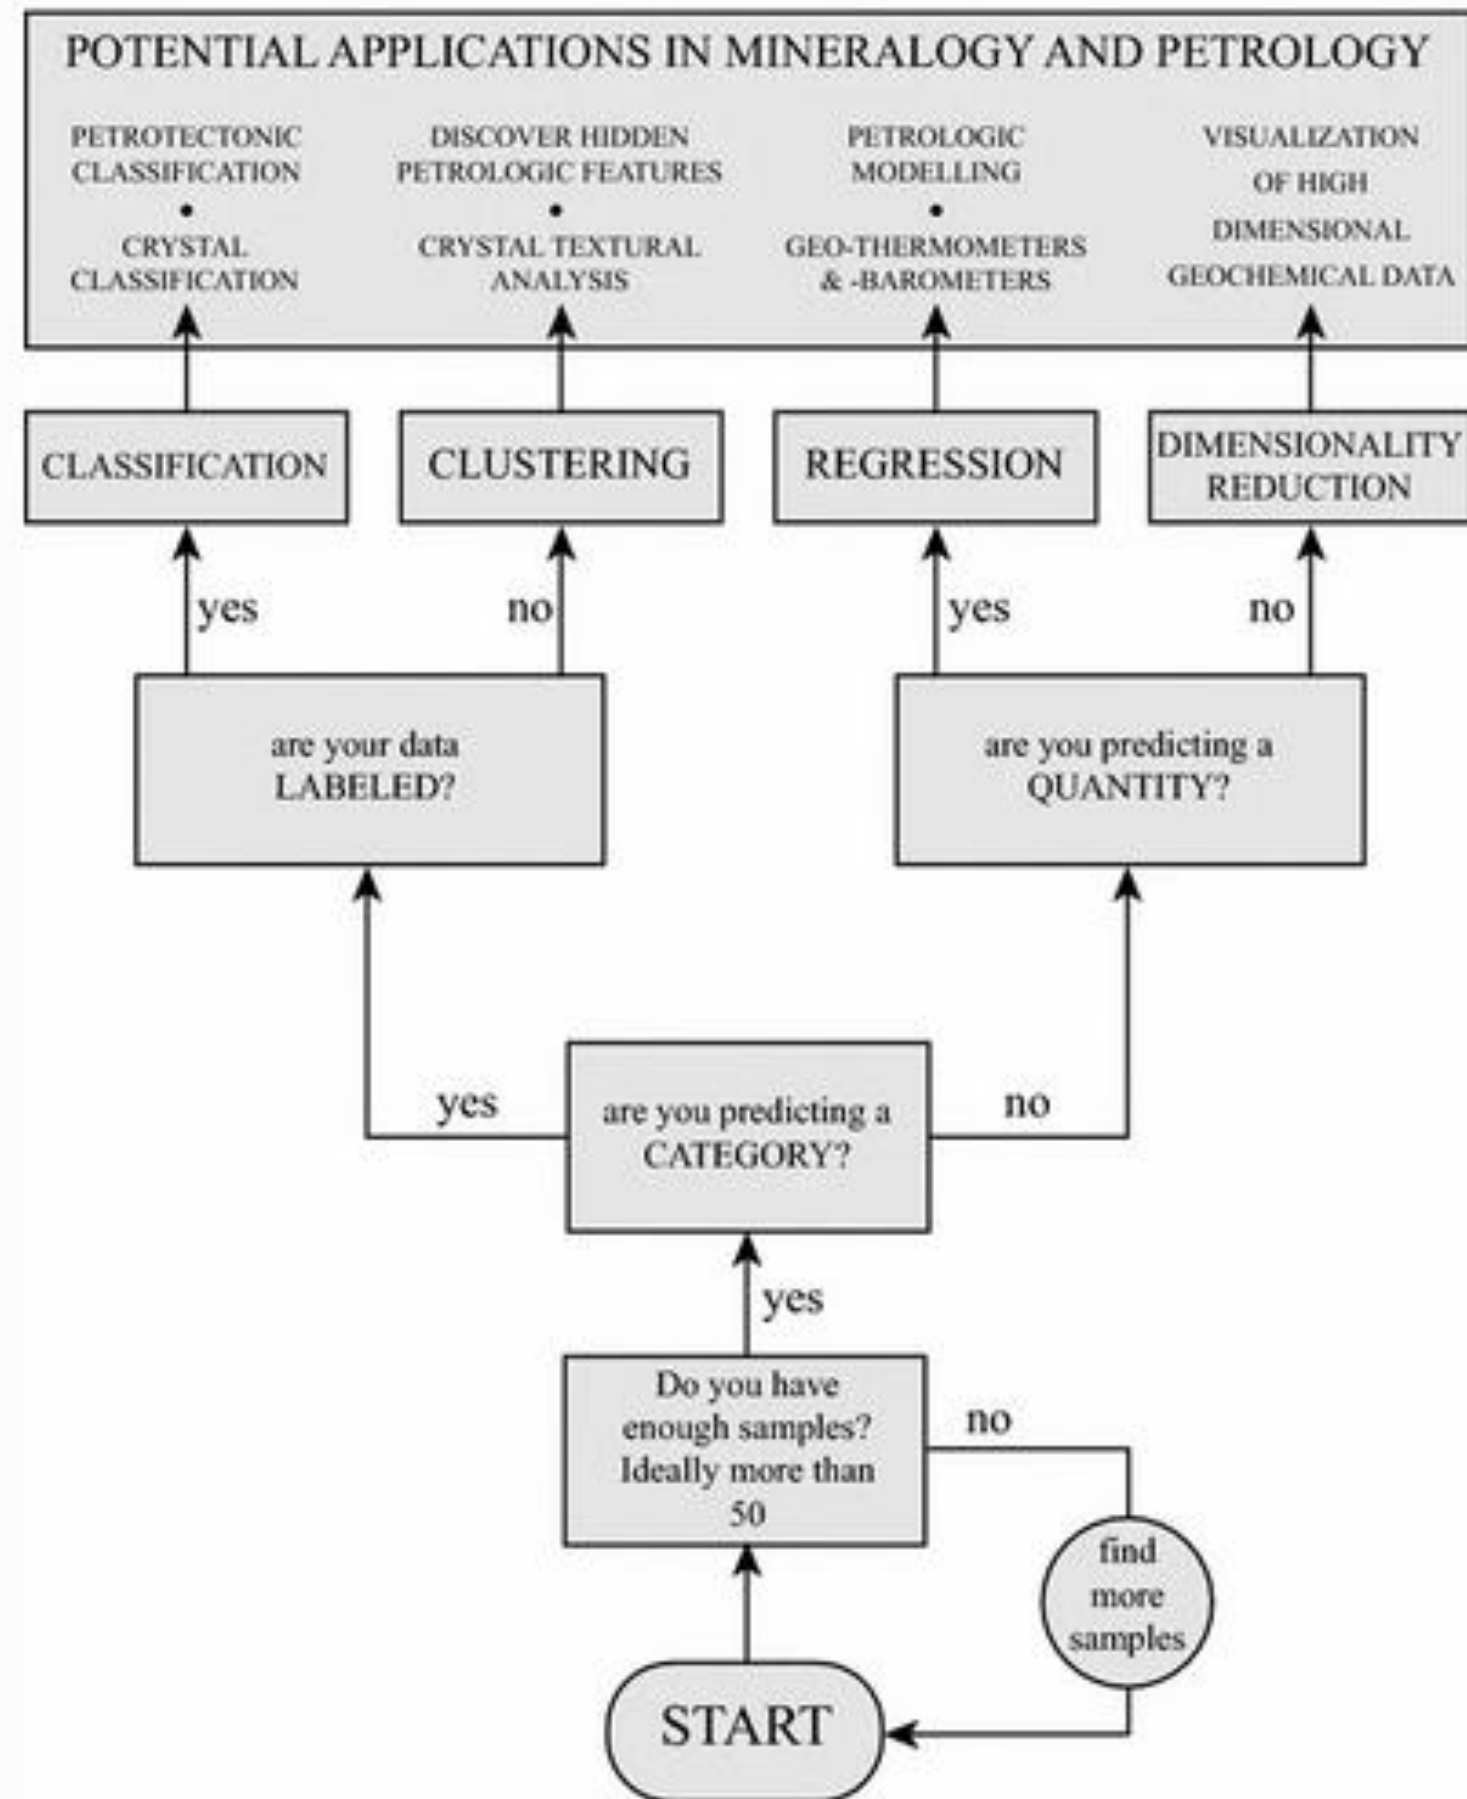 POTENTIAL APPLICATIONS IN MINERALOGY AND PETROLOGY
PETROTECTONIC
CLASSIFICATION
•
CRYSTAL
CLASSIFICATION
DISCOVER HIDDEN
PETROLOGIC FEATURES
•
CRYSTAL TEXTURAL
ANALYSIS
PETROLOGIC
MODELLING
•
GEO-THERMOMETERS
& -BAROMETERS
VISUALIZATION
OF HIGH
DIMENSIONAL
GEOCHEMICAL DATA
CLASSIFICATION
CLUSTERING
REGRESSION
DIMENSIONALITY
REDUCTION
yes
no
yes
no
are your data
LABELED?
are you predicting a
QUANTITY?
yes
are you predicting a
CATEGORY?
no
yes
Do you have
enough samples?
Ideally more than
50
no
find
more
samples
START